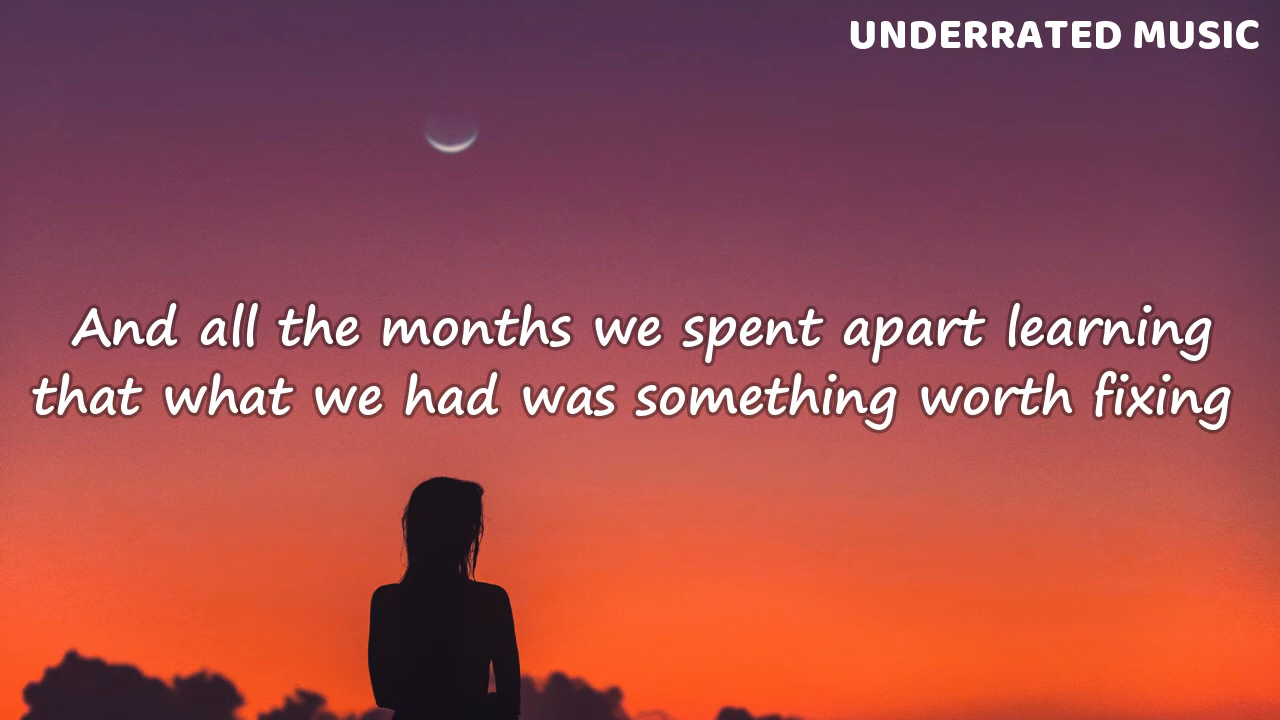 UNDERRATED MUSIC
And all the months we spent apart learning
that what we had was something worth fixing